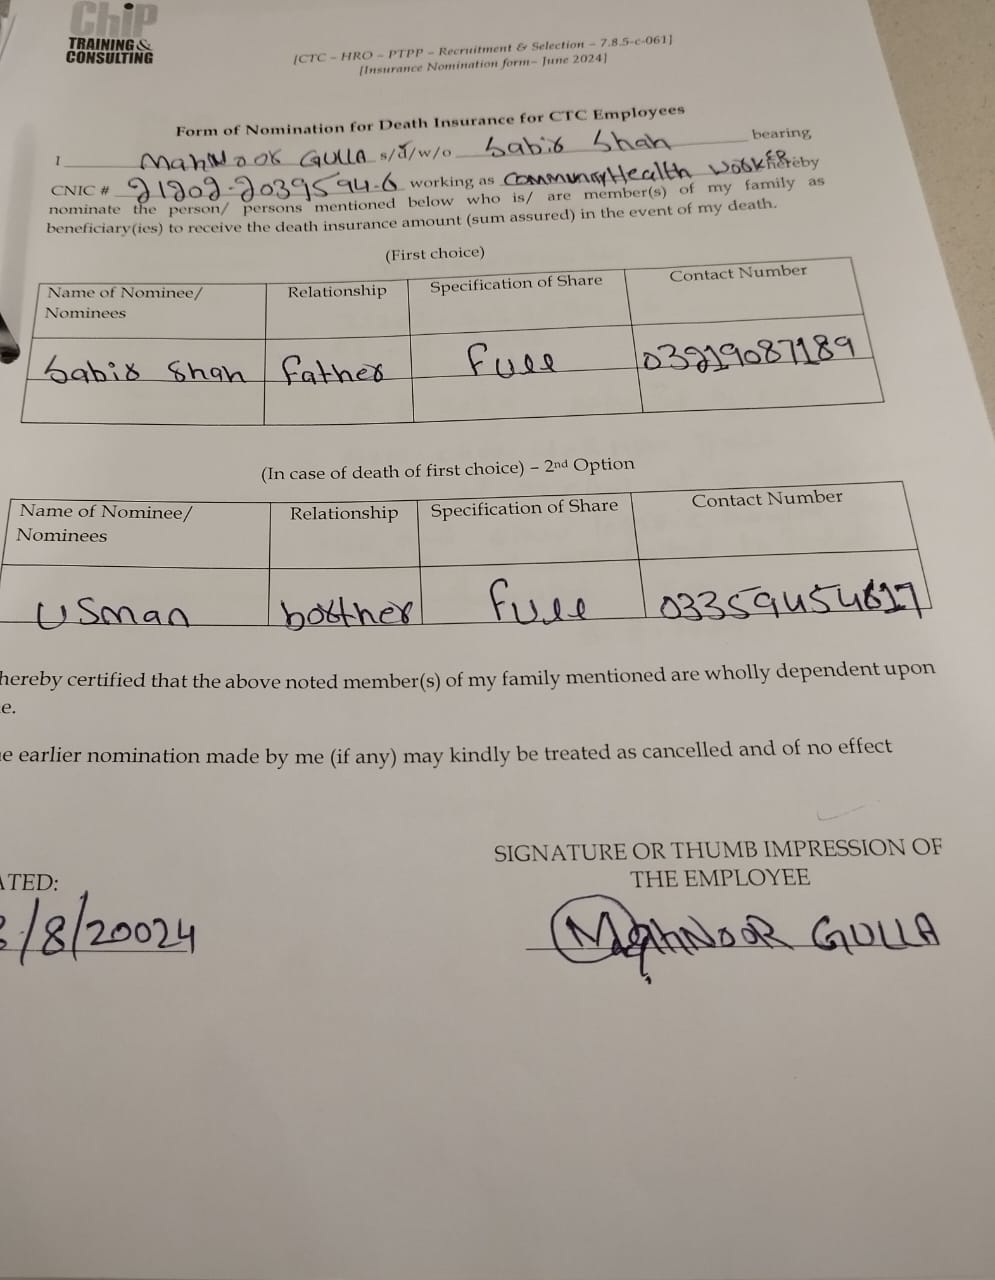 ChiP
TRAINING &
CONSULTING
[CTC – HRO – PTPP – Recruitment & Selection – 7.8.5-c-061]
[Insurance Nomination form– June 2024]
Form of Nomination for Death Insurance for CTC Employees
I MahNoor GULLA s/d/w/o Sabir Shah bearing
CNIC # 21202-2039594-6 working as Community Health Worker hereby
nominate the person/ persons mentioned below who is/ are member(s) of my family as
beneficiary(ies) to receive the death insurance amount (sum assured) in the event of my death.
(First choice)
Name of Nominee/ Nominees Relationship Specification of Share Contact Number
Sabir Shah father Full 03219087189
(In case of death of first choice) – 2nd Option
Name of Nominee/ Nominees Relationship Specification of Share Contact Number
USman borther Full
hereby certified that the above noted member(s) of my family mentioned are wholly dependent upon
e.
e earlier nomination made by me (if any) may kindly be treated as cancelled and of no effect
SIGNATURE OR THUMB IMPRESSION OF
THE EMPLOYEE
ATED:
/8/20024
MahNOOR GULLA